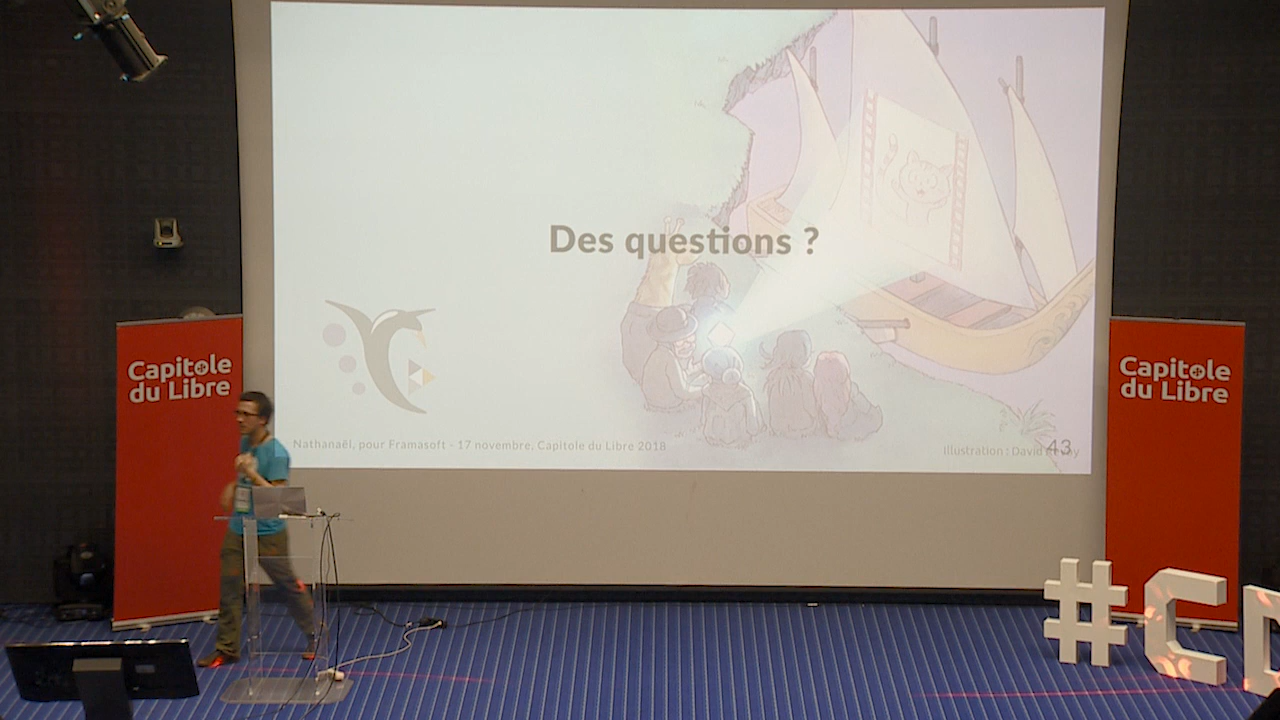 Des questions ?
Nathanaël, pour Framasoft - 17 novembre, Capitole du Libre 2018
Illustration : David
43
Capitole
du Libre
Capitole
du Libre
#C